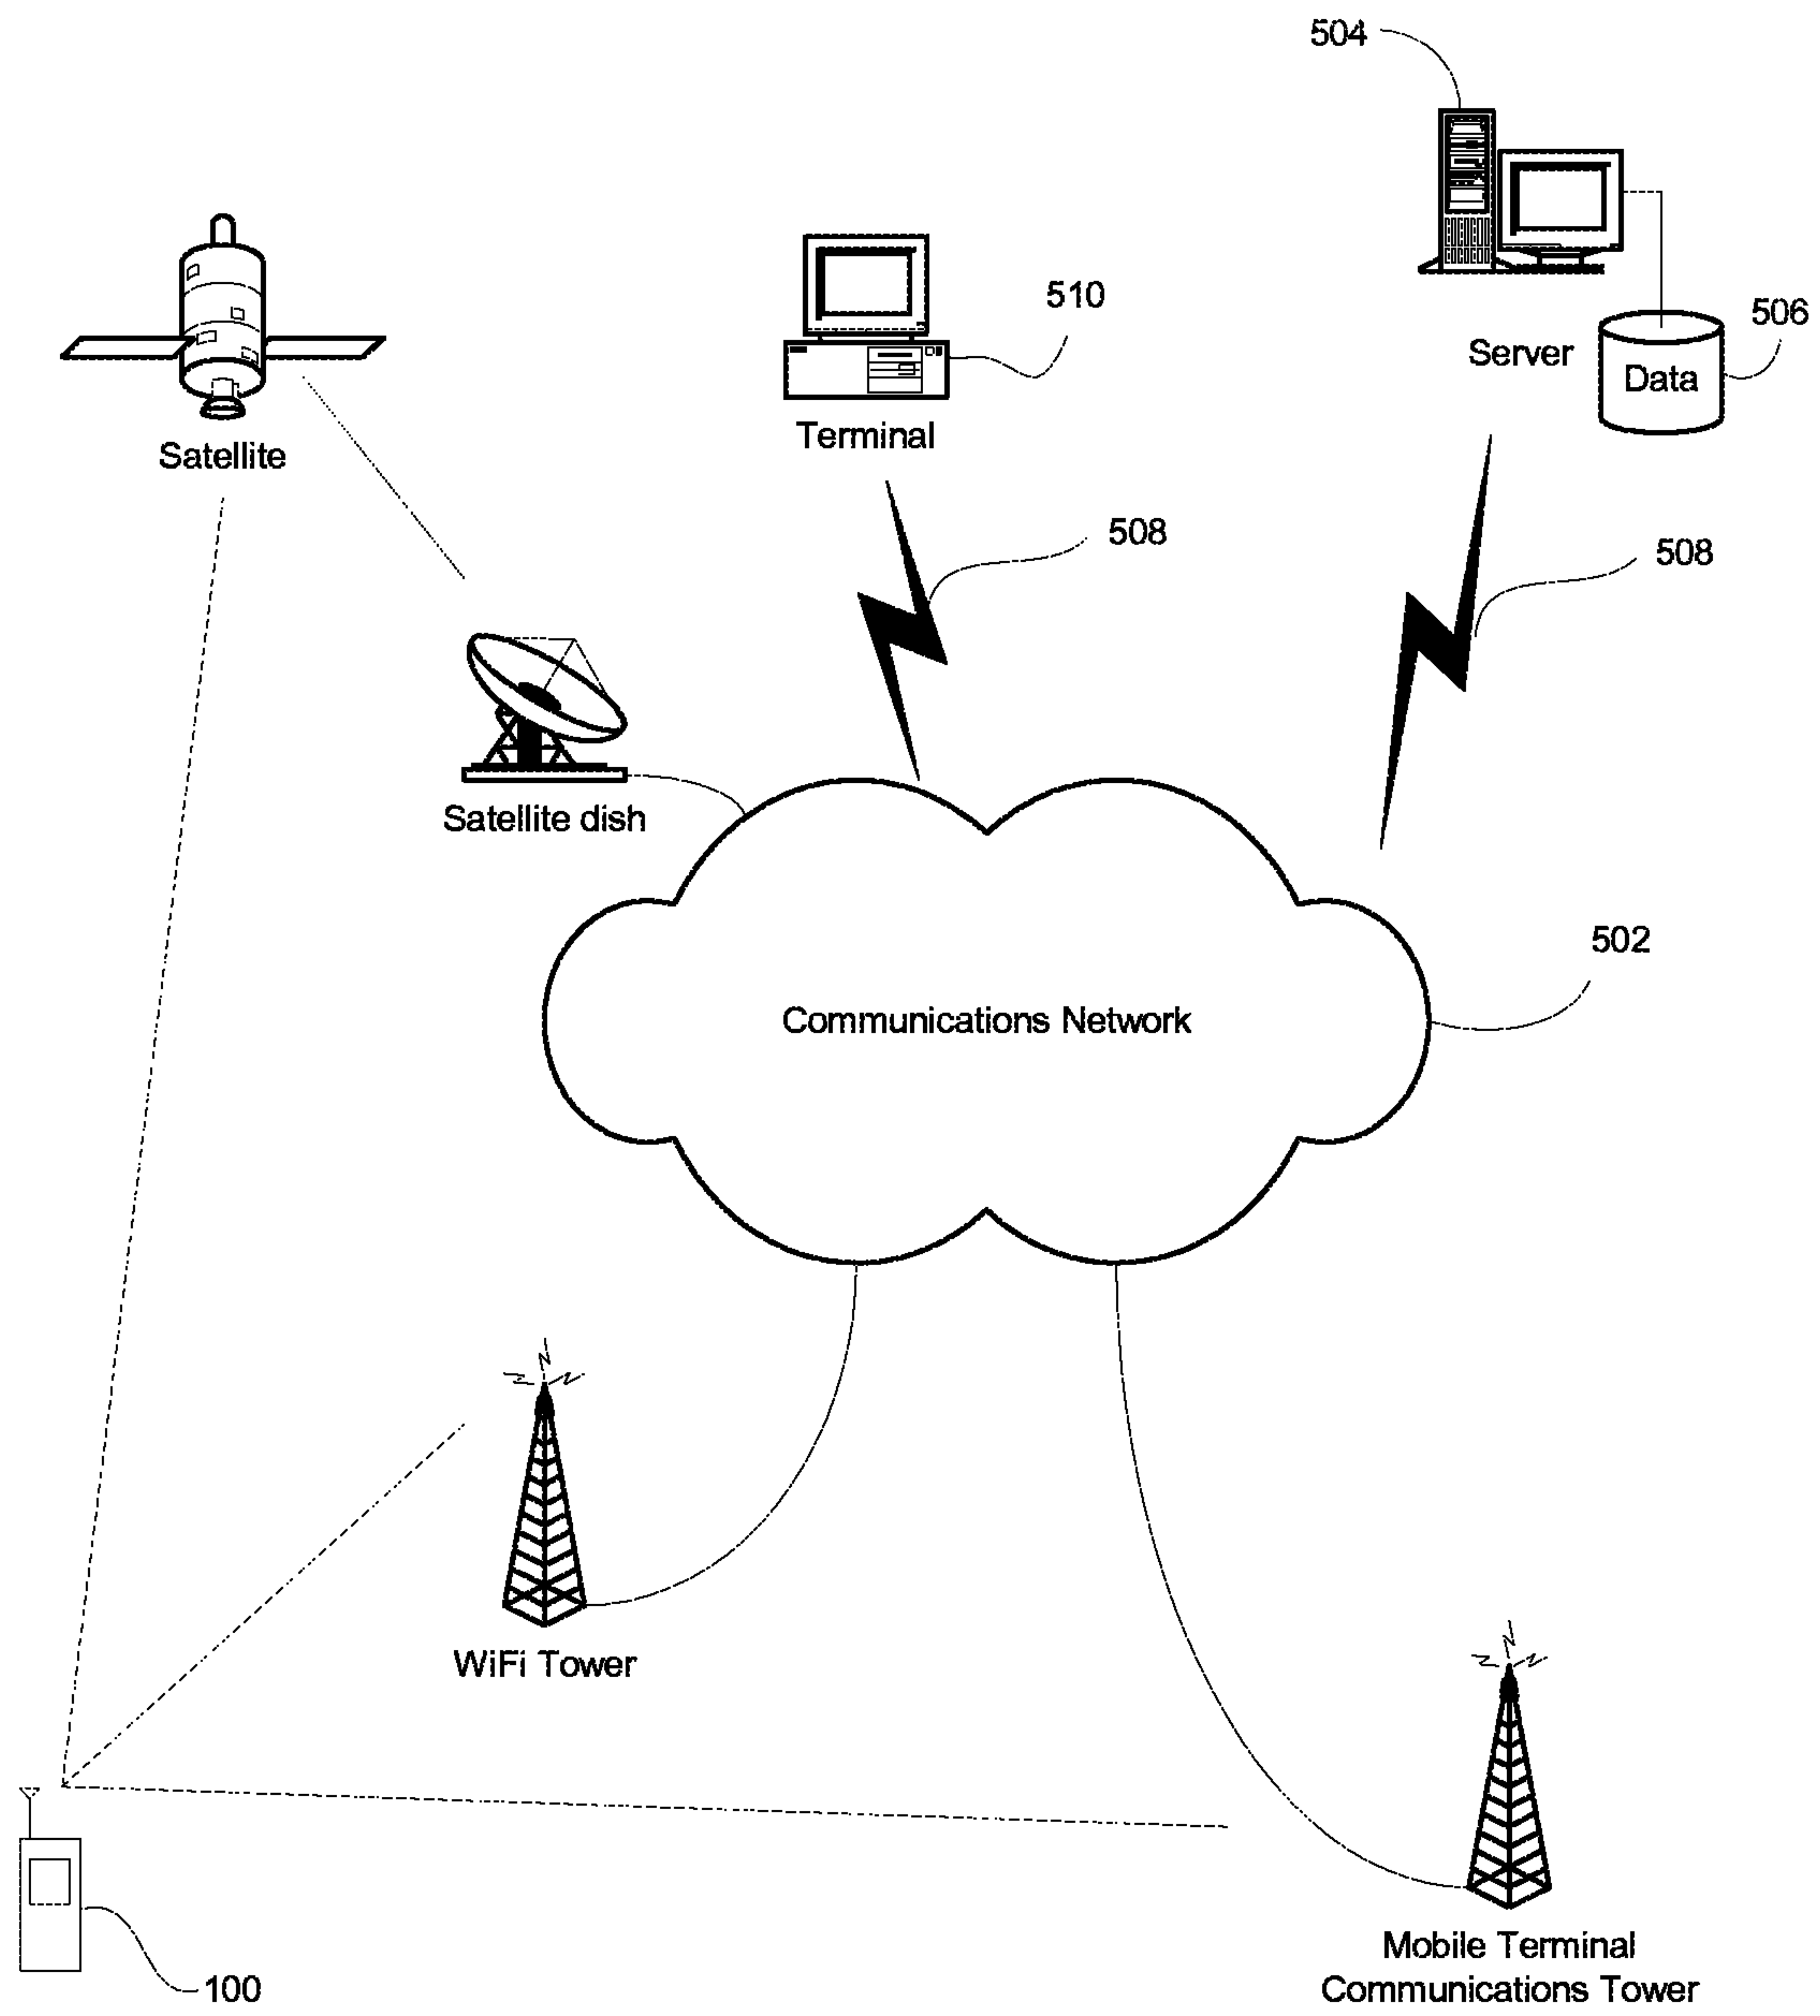 504
510
506
Server
Data
Terminal
Satellite
508
508
Satellite dish
502
Communications Network
WiFi Tower
Mobile Terminal
Communications Tower
100